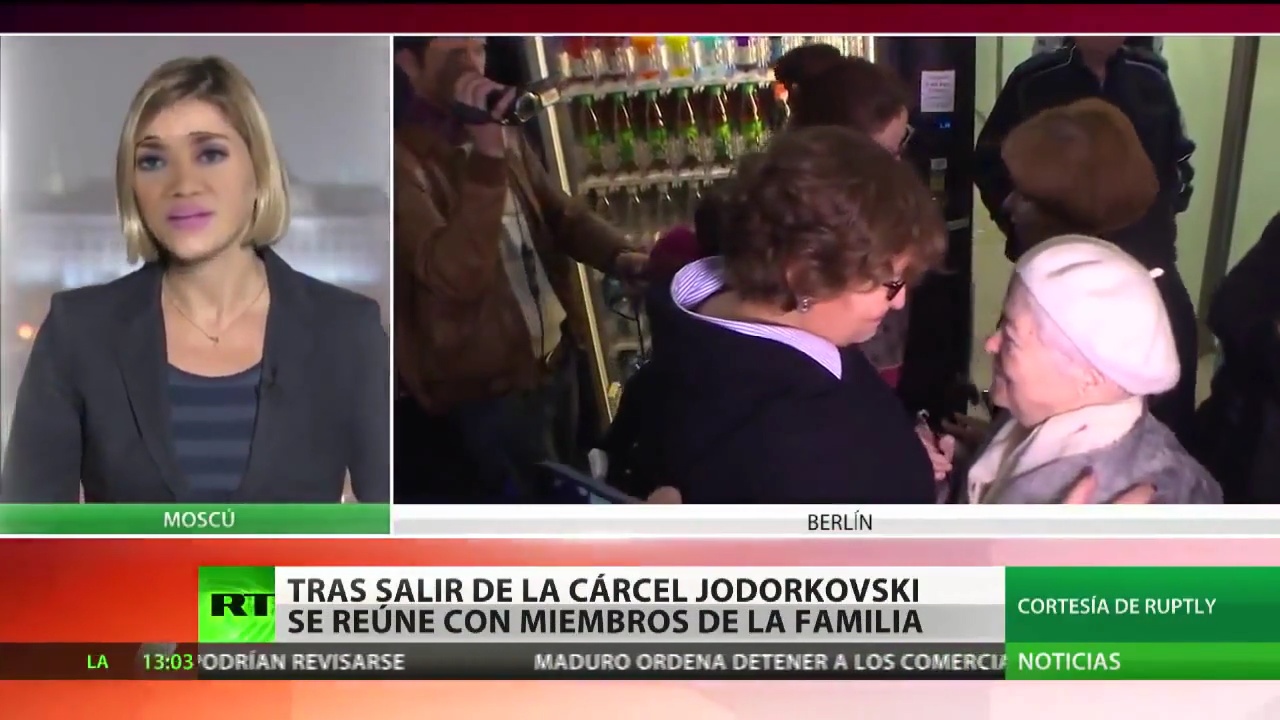 MOSCÚ
BERLÍN
RT
TRAS SALIR DE LA CÁRCEL JODORKOVSKI
SE REÚNE CON MIEMBROS DE LA FAMILIA
CORTESÍA DE RUPTLY
LA 13:03 PODRÍAN REVISARSE MADURO ORDENA DETENER A LOS COMERCIA
NOTICIAS